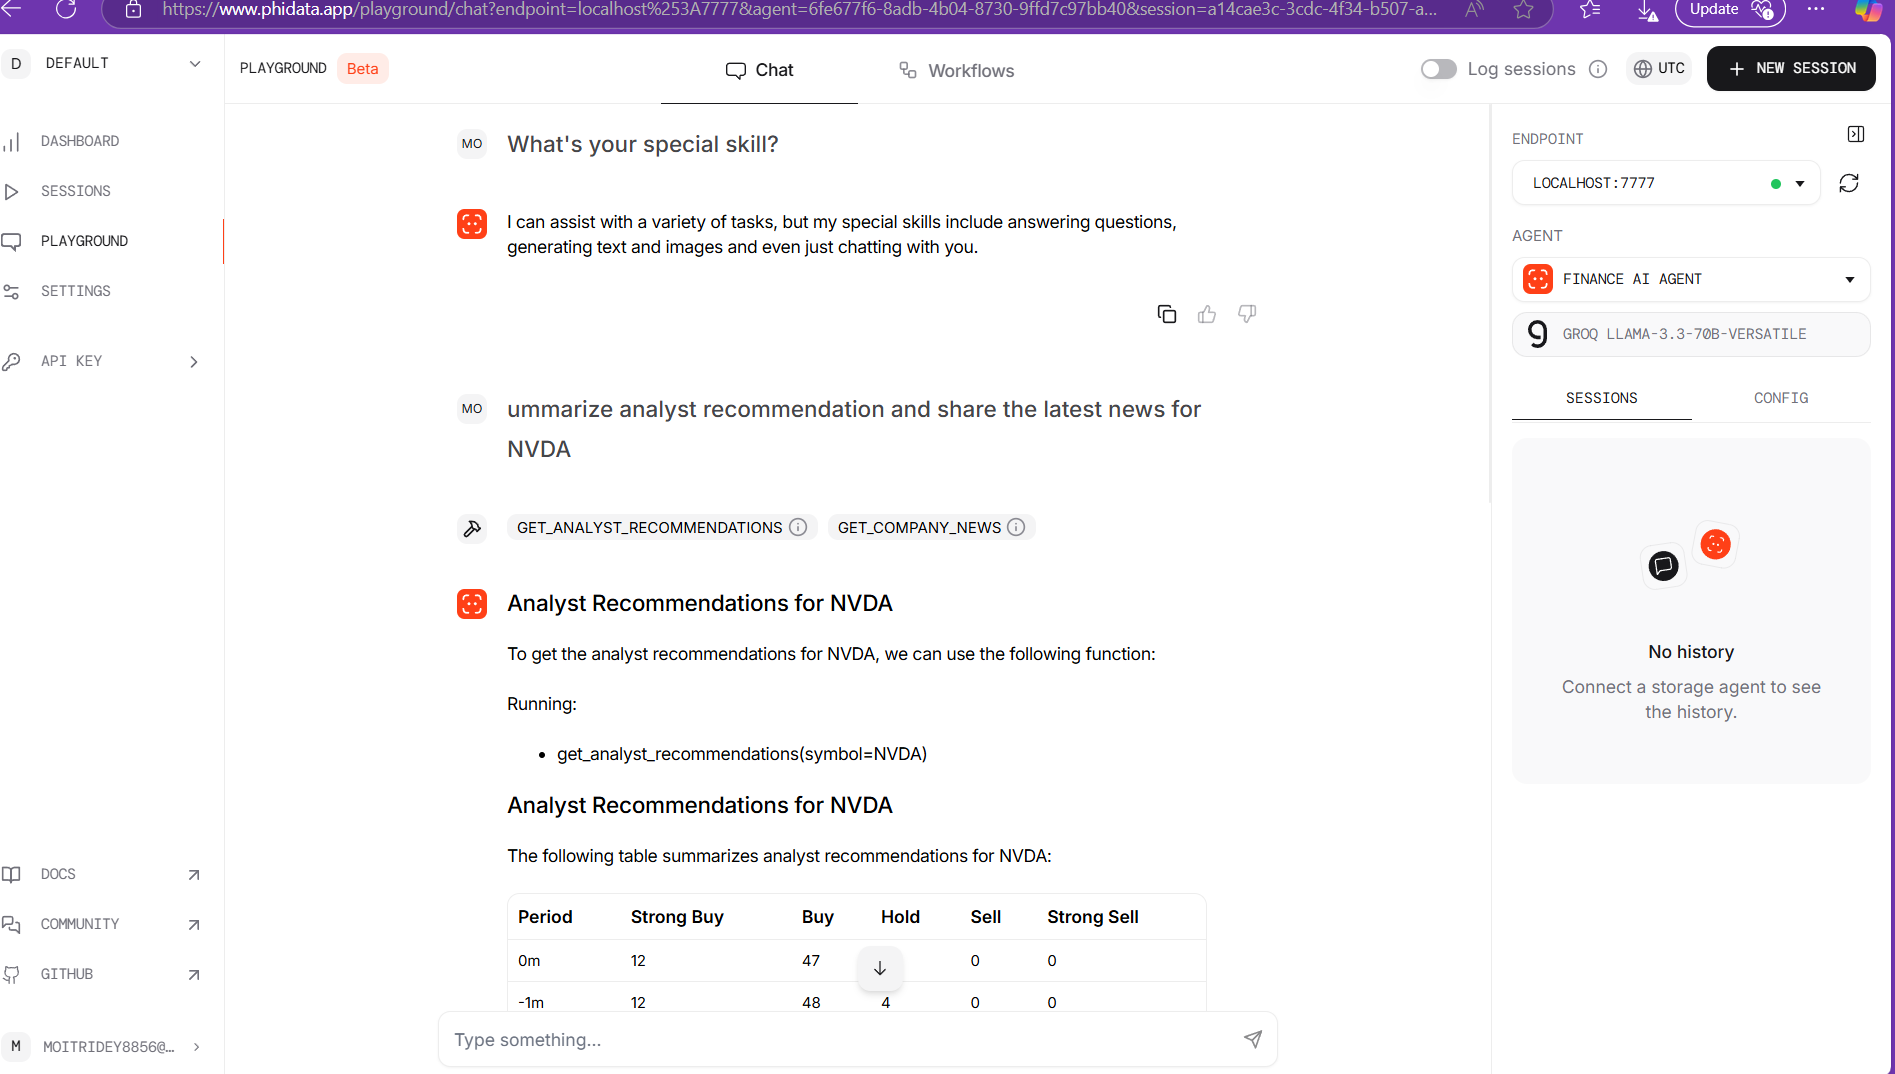 https://www.phidata.app/playground/chat?endpoint=localhost%253A7777&agent=6fe677f6-8adb-4b04-8730-9ffd7c97bb40&session=a14cae3c-3cdc-4f34-b507-a...
Update
D DEFAULT
PLAYGROUND Beta
Chat
Workflows
Log sessions
UTC
+ NEW SESSION
DASHBOARD
SESSIONS
PLAYGROUND
SETTINGS
API KEY
DOCS
COMMUNITY
GITHUB
M MOITRIDEY8856@...
MO What's your special skill?
I can assist with a variety of tasks, but my special skills include answering questions,
generating text and images and even just chatting with you.
MO ummarize analyst recommendation and share the latest news for
NVDA
GET_ANALYST_RECOMMENDATIONS GET_COMPANY_NEWS
Analyst Recommendations for NVDA
To get the analyst recommendations for NVDA, we can use the following function:
Running:
• get_analyst_recommendations(symbol=NVDA)
Analyst Recommendations for NVDA
The following table summarizes analyst recommendations for NVDA:
Period Strong Buy Buy Hold Sell Strong Sell
0m 12 47 0 0
-1m 12 48 4 0 0
Type something...
ENDPOINT
LOCALHOST:7777
AGENT
FINANCE AI AGENT
GROQ LLAMA-3.3-70B-VERSATILE
SESSIONS CONFIG
No history
Connect a storage agent to see
the history.